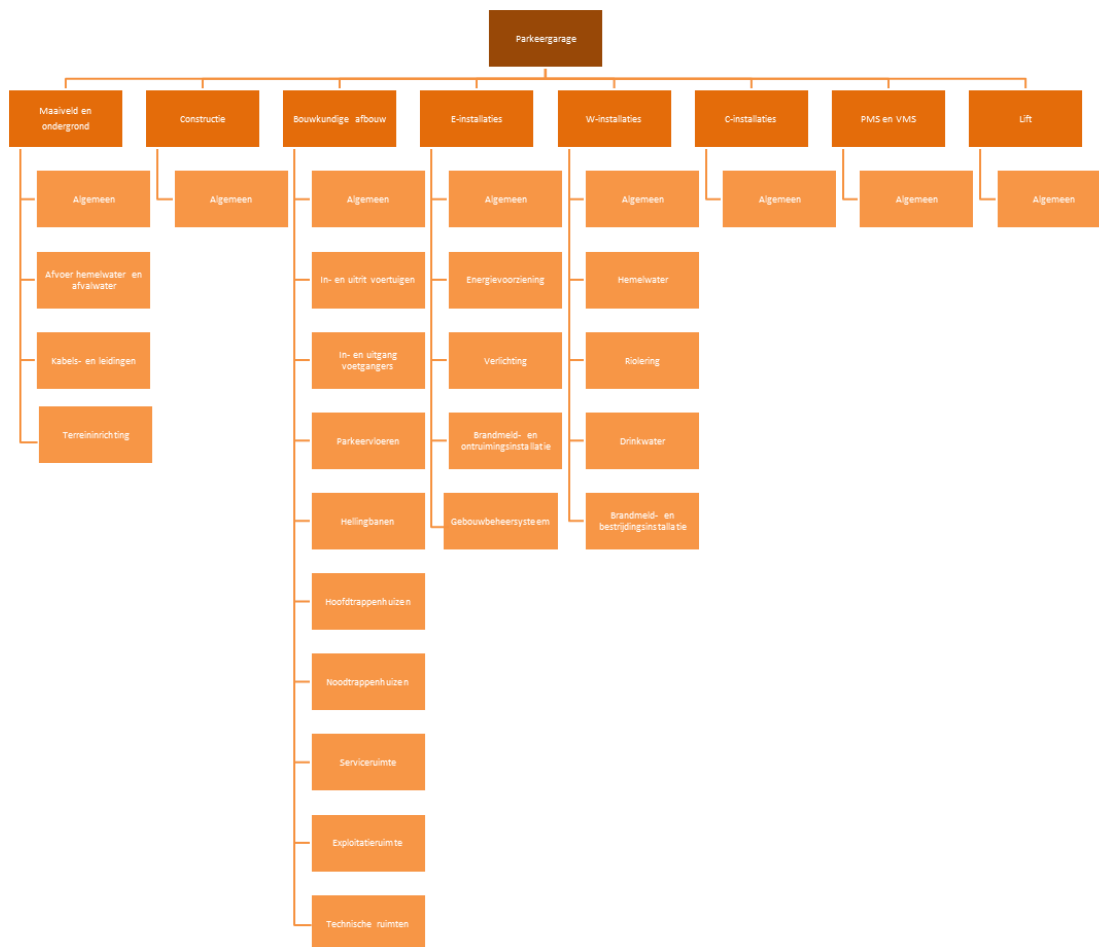 Parkeergarage
Maaiveld en
ondergrond
Constructie
Bouwkundige afbouw
E-installaties
W-installaties
C-installaties
PMS en VMS
Lift
Algemeen
Algemeen
Algemeen
Algemeen
Algemeen
Algemeen
Algemeen
Algemeen
Afvoer hemelwater en
afvalwater
In- en uitrit voertuigen
Energievoorziening
Hemelwater
Kabels- en leidingen
In- en uitgang
voetgangers
Verlichting
Riolering
Terreininrichting
Parkeervloeren
Brandmeld- en
ontruimingsinstallatie
Drinkwater
Hellingbanen
Gebouwbeheersysteem
Brandmeld- en
bestrijdingsinstallatie
Hoofdtrappenhuizen
Noodtrappenhuizen
Serviceruimte
Exploitatieruimte
Technische ruimten